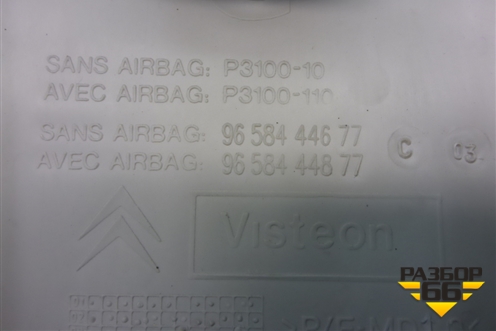 SANS AIRBAG: P3100-10
AVEC AIRBAG: P3100-110
SANS AIRBAG: 96 584 446 77
AVEC AIRBAG: 96 584 448 77
C 03
Visteon
РАЗБОР
66